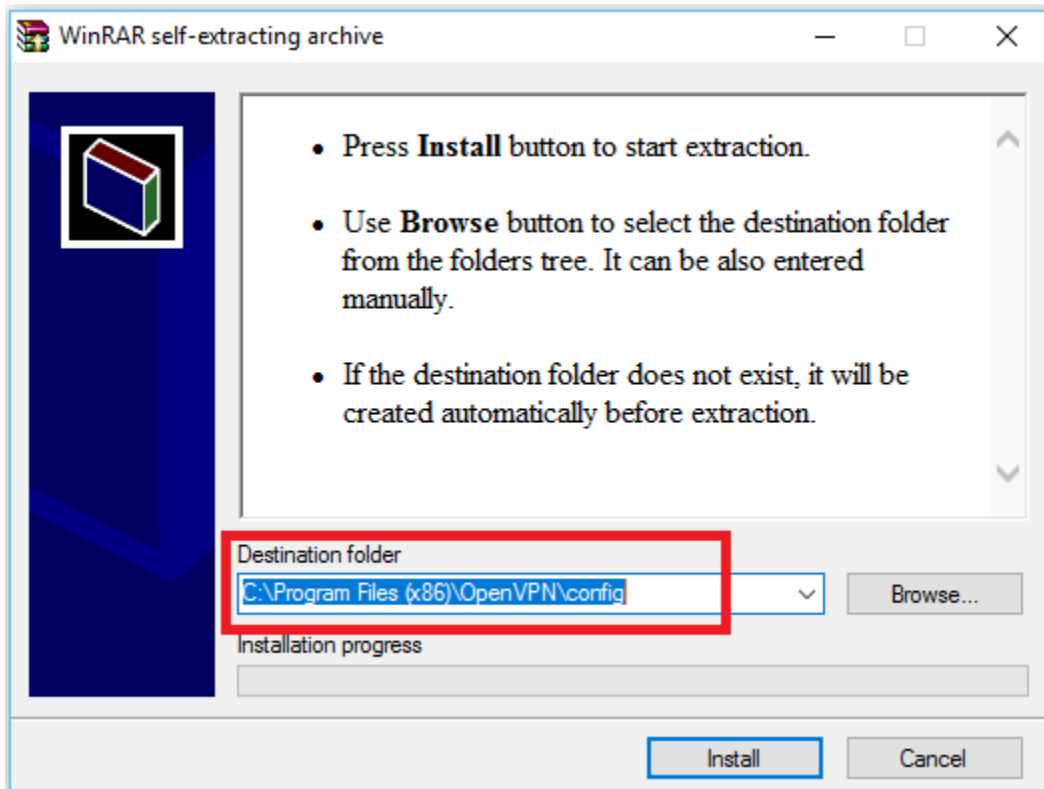 WinRAR self-extracting archive
• Press Install button to start extraction.
• Use Browse button to select the destination folder
from the folders tree. It can be also entered
manually.
• If the destination folder does not exist, it will be
created automatically before extraction.
Destination folder
C:\Program Files (x86)\OpenVPN\config
Browse...
Installation progress
Install
Cancel